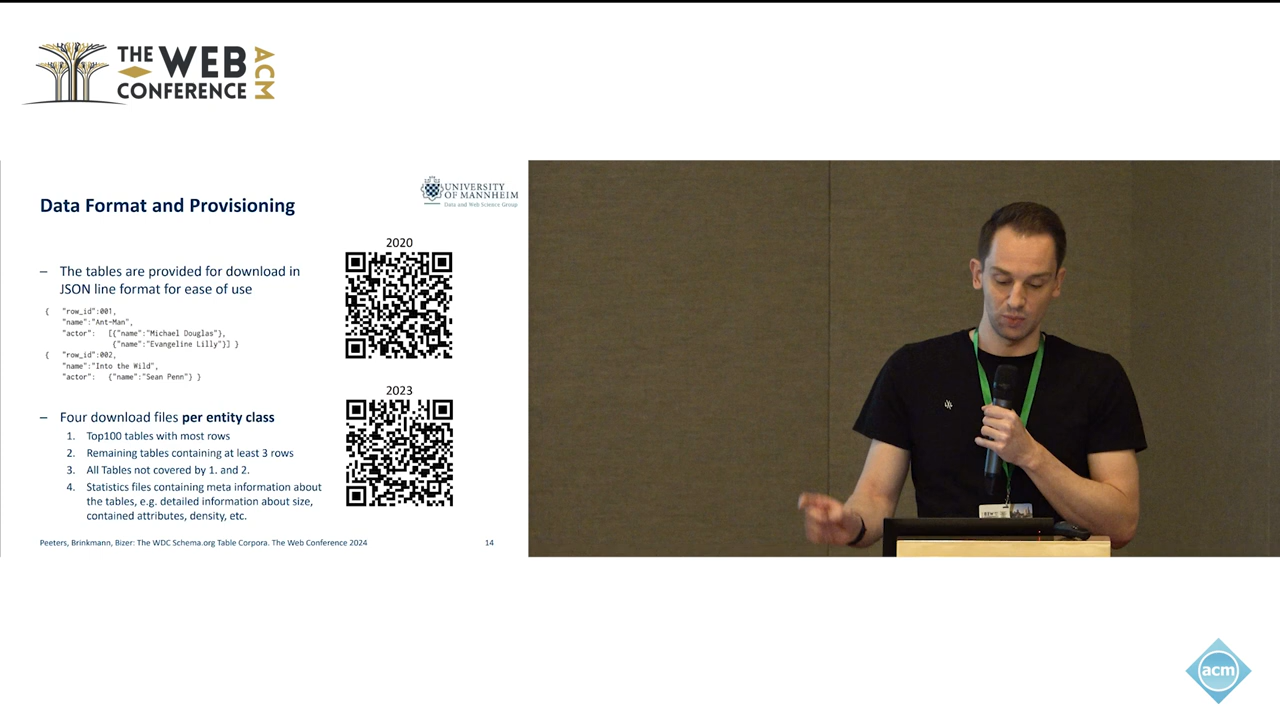 THE WEB
CONFERENCE
ACM
UNIVERSITY
OF MANNHEIM
Data and Web Science Group
Data Format and Provisioning
2020
– The tables are provided for download in
JSON line format for ease of use
{ "row_id":001,
"name":"Ant-Man",
"actor": [{"name":"Michael Douglas"},
{"name":"Evangeline Lilly"}] }
{ "row_id":002,
"name":"Into the Wild",
"actor": {"name":"Sean Penn"} }
2023
– Four download files per entity class
1. Top100 tables with most rows
2. Remaining tables containing at least 3 rows
3. All Tables not covered by 1. and 2.
4. Statistics files containing meta information about
the tables, e.g. detailed information about size,
contained attributes, density, etc.
Peeters, Brinkmann, Bizer: The WDC Schema.org Table Corpora. The Web Conference 2024
14
acm